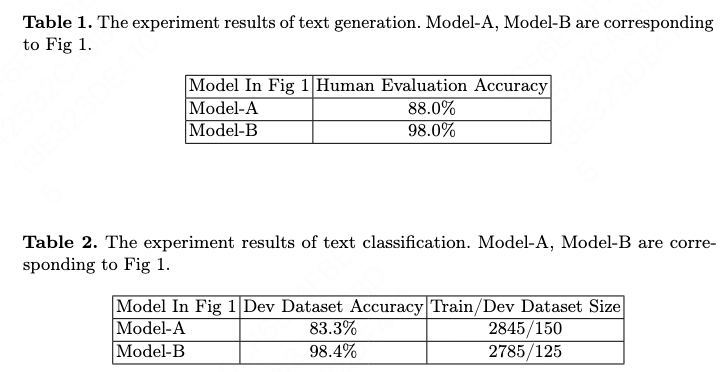 Table 1. The experiment results of text generation. Model-A, Model-B are corresponding
to Fig 1.
Model In Fig 1 Human Evaluation Accuracy
Model-A 88.0%
Model-B 98.0%
Table 2. The experiment results of text classification. Model-A, Model-B are corre-
sponding to Fig 1.
Model In Fig 1 Dev Dataset Accuracy Train/Dev Dataset Size
Model-A 83.3% 2845/150
Model-B 98.4% 2785/125